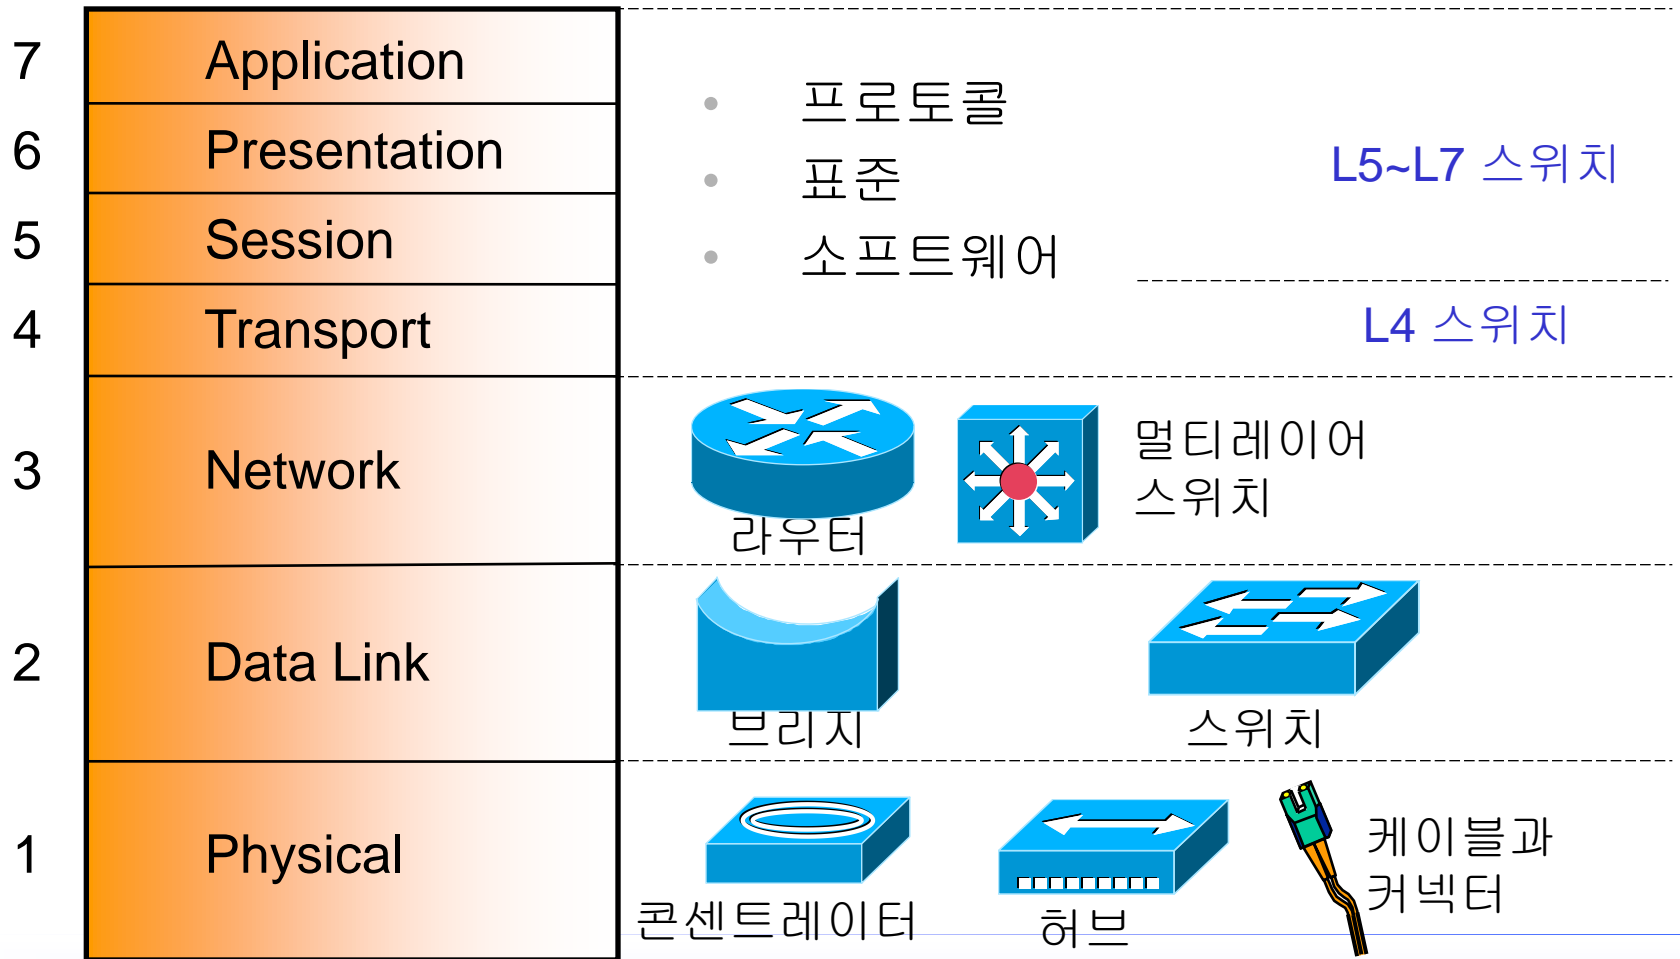 7 Application
6 Presentation
5 Session
4 Transport
• 프로토콜
• 표준
• 소프트웨어
L5~L7 스위치
L4 스위치
3 Network
라우터
멀티레이어
스위치
2 Data Link
브리지
스위치
1 Physical
콘센트레이터
허브
케이블과
커넥터